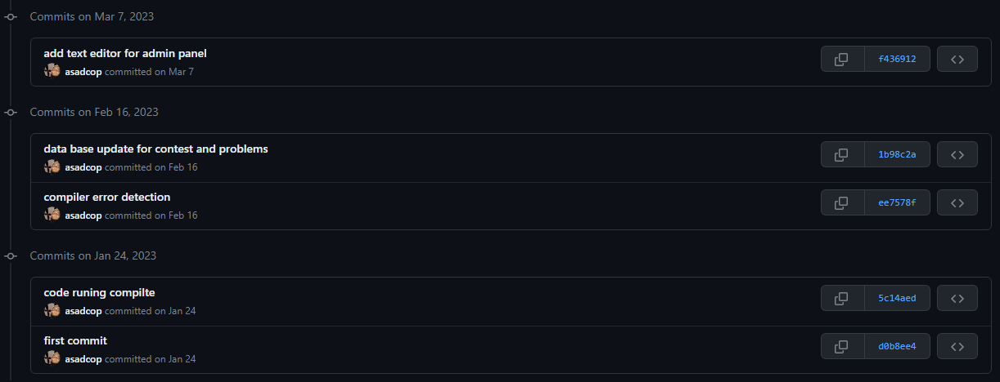 Commits on Mar 7, 2023
add text editor for admin panel
asadcop committed on Mar 7
f436912
Commits on Feb 16, 2023
data base update for contest and problems
asadcop committed on Feb 16
1b98c2a
compiler error detection
asadcop committed on Feb 16
ee7578f
Commits on Jan 24, 2023
code runing compilte
asadcop committed on Jan 24
5c14aed
first commit
asadcop committed on Jan 24
d0b8ee4